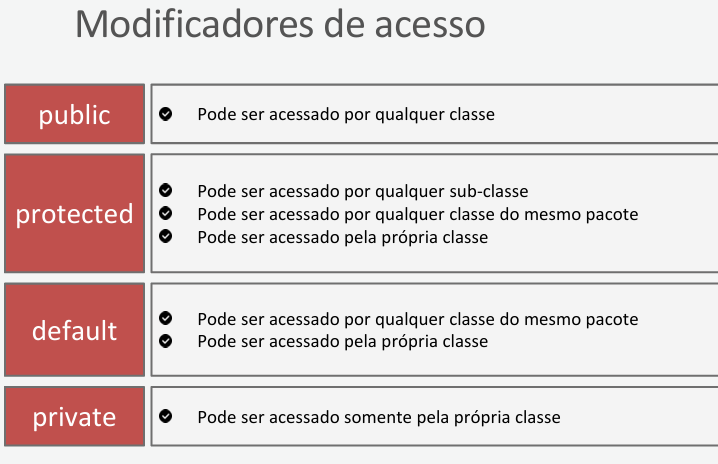 Modificadores de acesso
public
Pode ser acessado por qualquer classe
protected
Pode ser acessado por qualquer sub-classe
Pode ser acessado por qualquer classe do mesmo pacote
Pode ser acessado pela própria classe
default
Pode ser acessado por qualquer classe do mesmo pacote
Pode ser acessado pela própria classe
private
Pode ser acessado somente pela própria classe